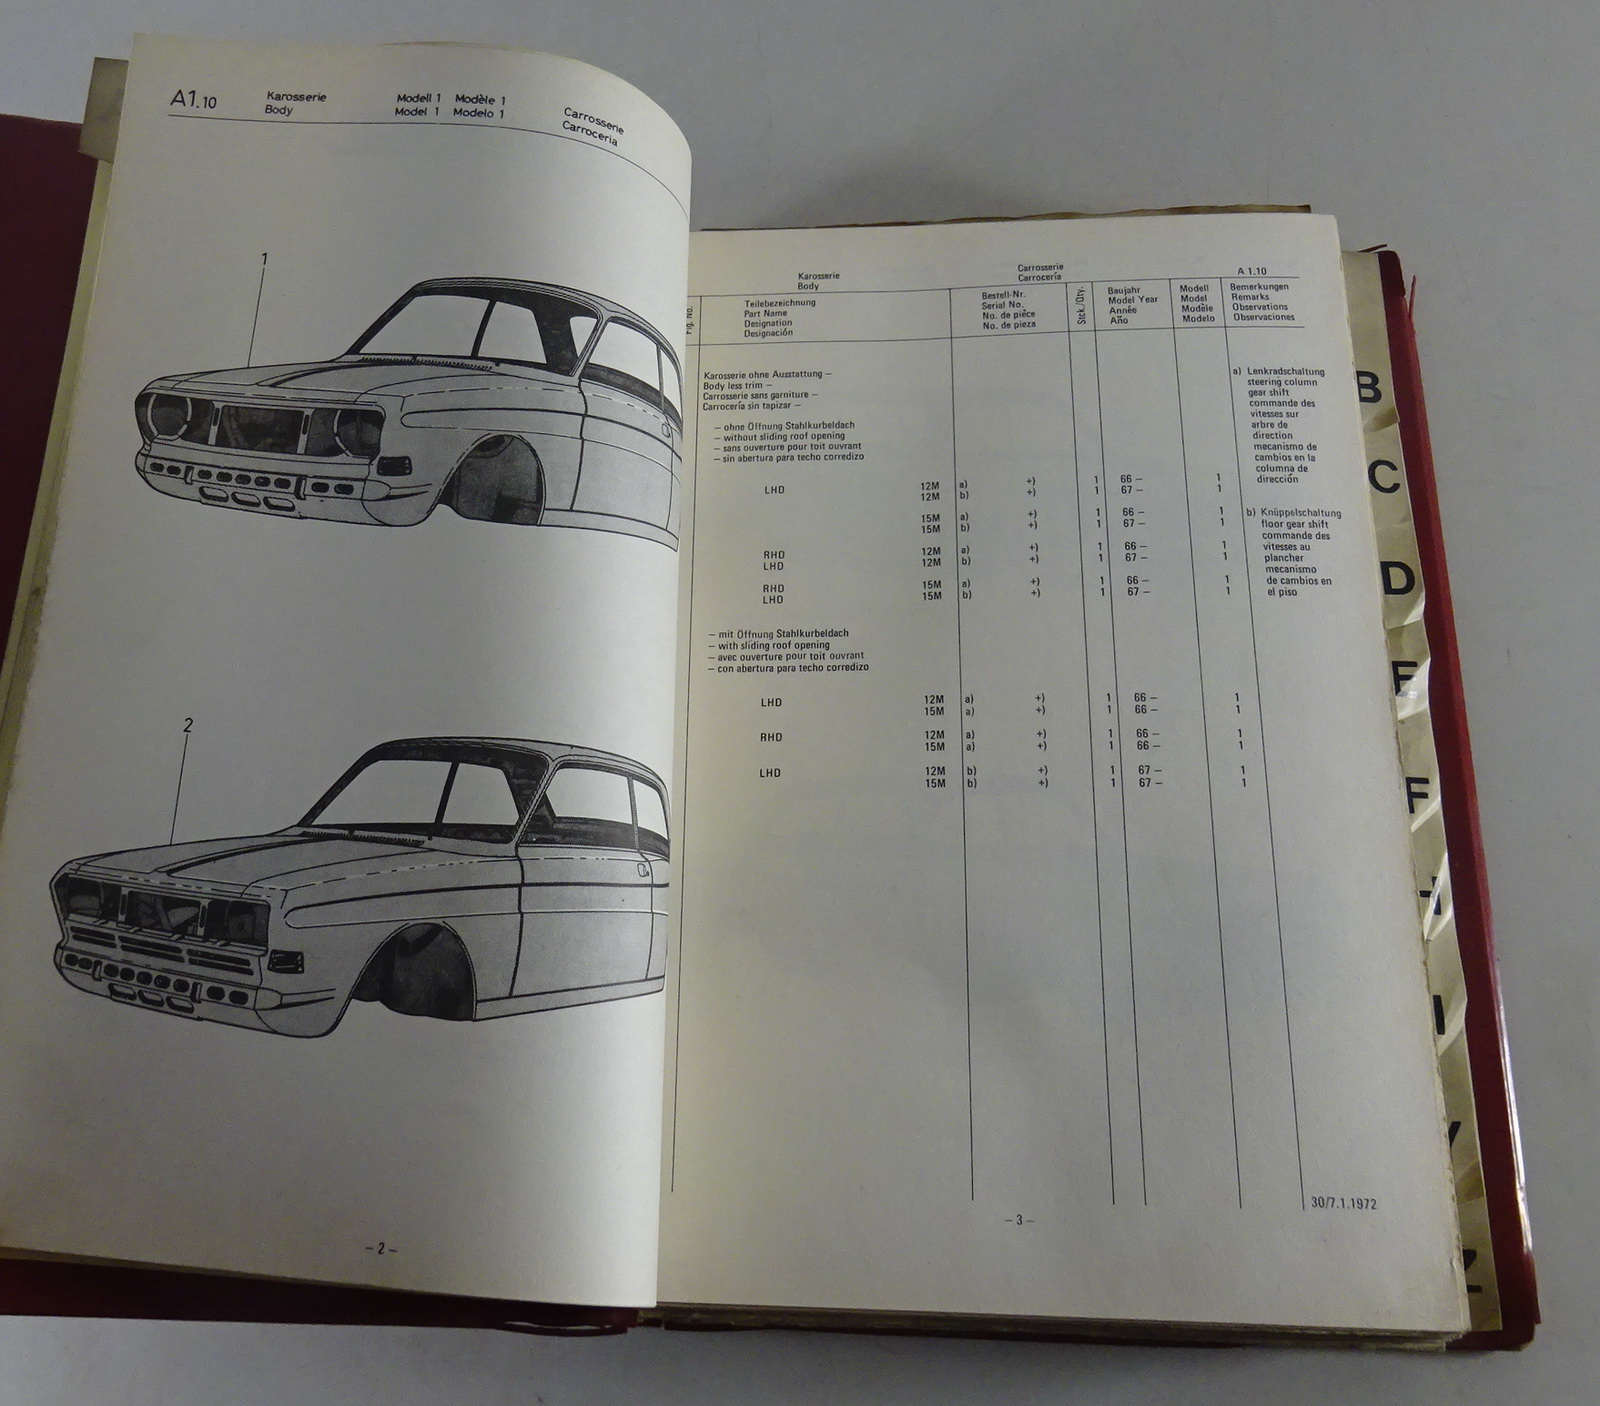 A1.10 Karosserie Modell 1 Modèle 1 Carrosserie
Body Model 1 Modelo 1 Carroceria
1
2
– 2 –
Karosserie Carrosserie A 1.10
Body Carrocería
Fig. No.
Teilebezeichnung Bestell-Nr. Stck./Qty. Baujahr Modell Bemerkungen
Part Name Serial No. Model Year Model Remarks
Designation No. de pièce Année Modèle Observations
Designación No. de pieza Año Modelo Observaciones
Karosserie ohne Ausstattung –
Body less trim –
Carrosserie sans garniture –
Carrocería sin tapizar –
– ohne Öffnung Stahlkurbeldach
– without sliding roof opening
– sans ouverture pour toit ouvrant
– sin abertura para techo corredizo
LHD 12M a) +) 1 66 – 1
12M b) +) 1 67 – 1
15M a) +) 1 66 – 1
15M b) +) 1 67 – 1
RHD 12M a) +) 1 66 – 1
LHD 12M b) +) 1 67 – 1
RHD 15M a) +) 1 66 – 1
LHD 15M b) +) 1 67 – 1
– mit Öffnung Stahlkurbeldach
– with sliding roof opening
– avec ouverture pour toit ouvrant
– con abertura para techo corredizo
LHD 12M a) +) 1 66 – 1
15M a) +) 1 66 – 1
RHD 12M a) +) 1 66 – 1
15M a) +) 1 66 – 1
LHD 12M b) +) 1 67 – 1
15M b) +) 1 67 – 1
a) Lenkradschaltung
steering column
gear shift
commande des
vitesses sur
arbre de
direction
mecanismo de
cambios en la
columna de
dirección
b) Knüppelschaltung
floor gear shift
commande des
vitesses au
plancher
mecanismo
de cambios en
el piso
30/7.1.1972
– 3 –
B
C
D
E
F
H
I
Z